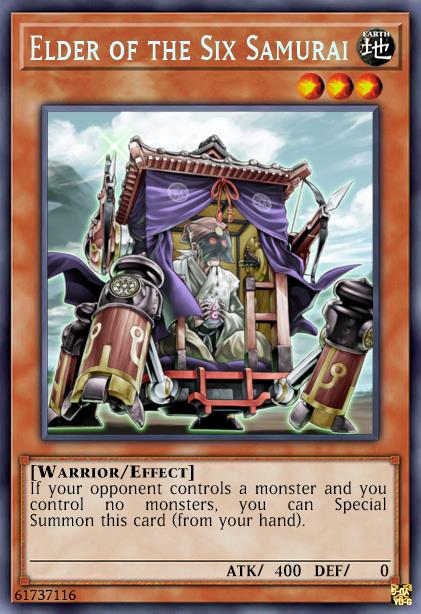 ELDER OF THE SIX SAMURAI
EARTH
地
[WARRIOR/EFFECT]
If your opponent controls a monster and you
control no monsters, you can Special
Summon this card (from your hand).
ATK/ 400 DEF/ 0
61737116